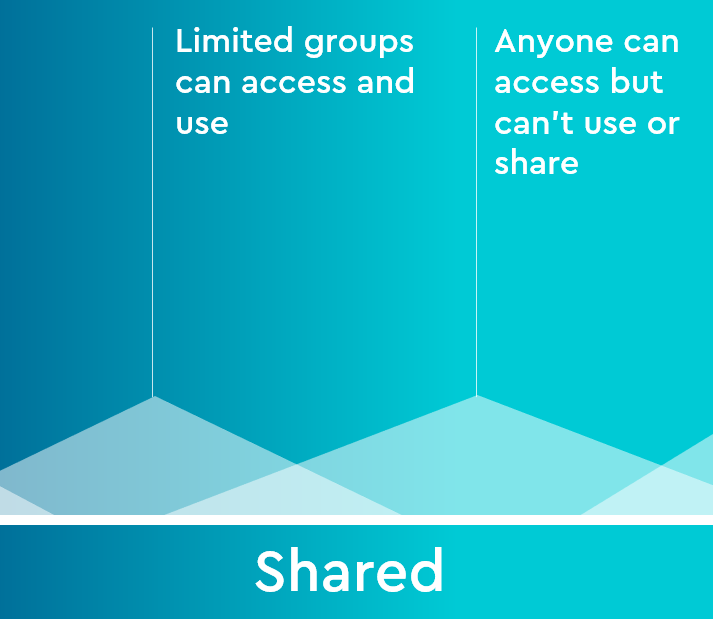 Limited groups
can access and
use
Anyone can
access but
can't use or
share
Shared